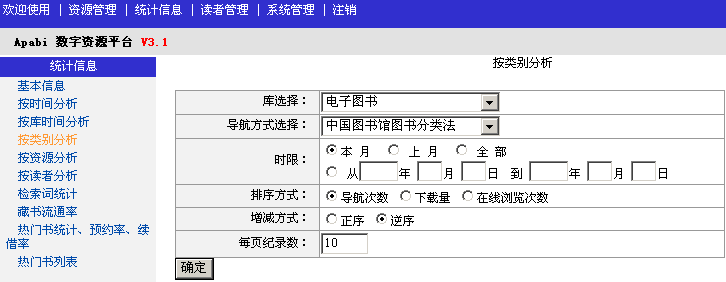 欢迎使用 | 资源管理 | 统计信息 | 读者管理 | 系统管理 | 注销
Apabi 数字资源平台 V3.1
统计信息
基本信息
按时间分析
按库时间分析
按类别分析
按资源分析
按读者分析
检索词统计
藏书流通率
热门书统计、预约率、续
借率
热门书列表
按类别分析
库选择： 电子图书
导航方式选择： 中国图书馆图书分类法
时限： 本 月 上 月 全 部
从 年 月 日 到 年 月 日
排序方式： 导航次数 下载量 在线浏览次数
增减方式： 正序 逆序
每页纪录数： 10
确定